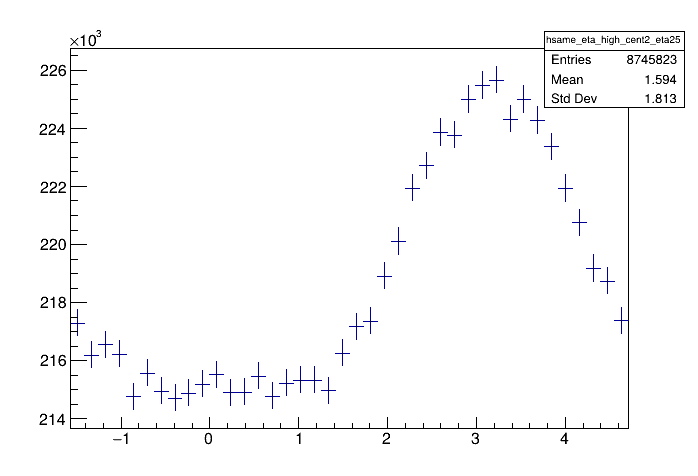 ×10³
hsame_eta_high_cent2_eta25
Entries 8745823
Mean 1.594
Std Dev 1.813
226
224
222
220
218
216
214
−1 0 1 2 3 4